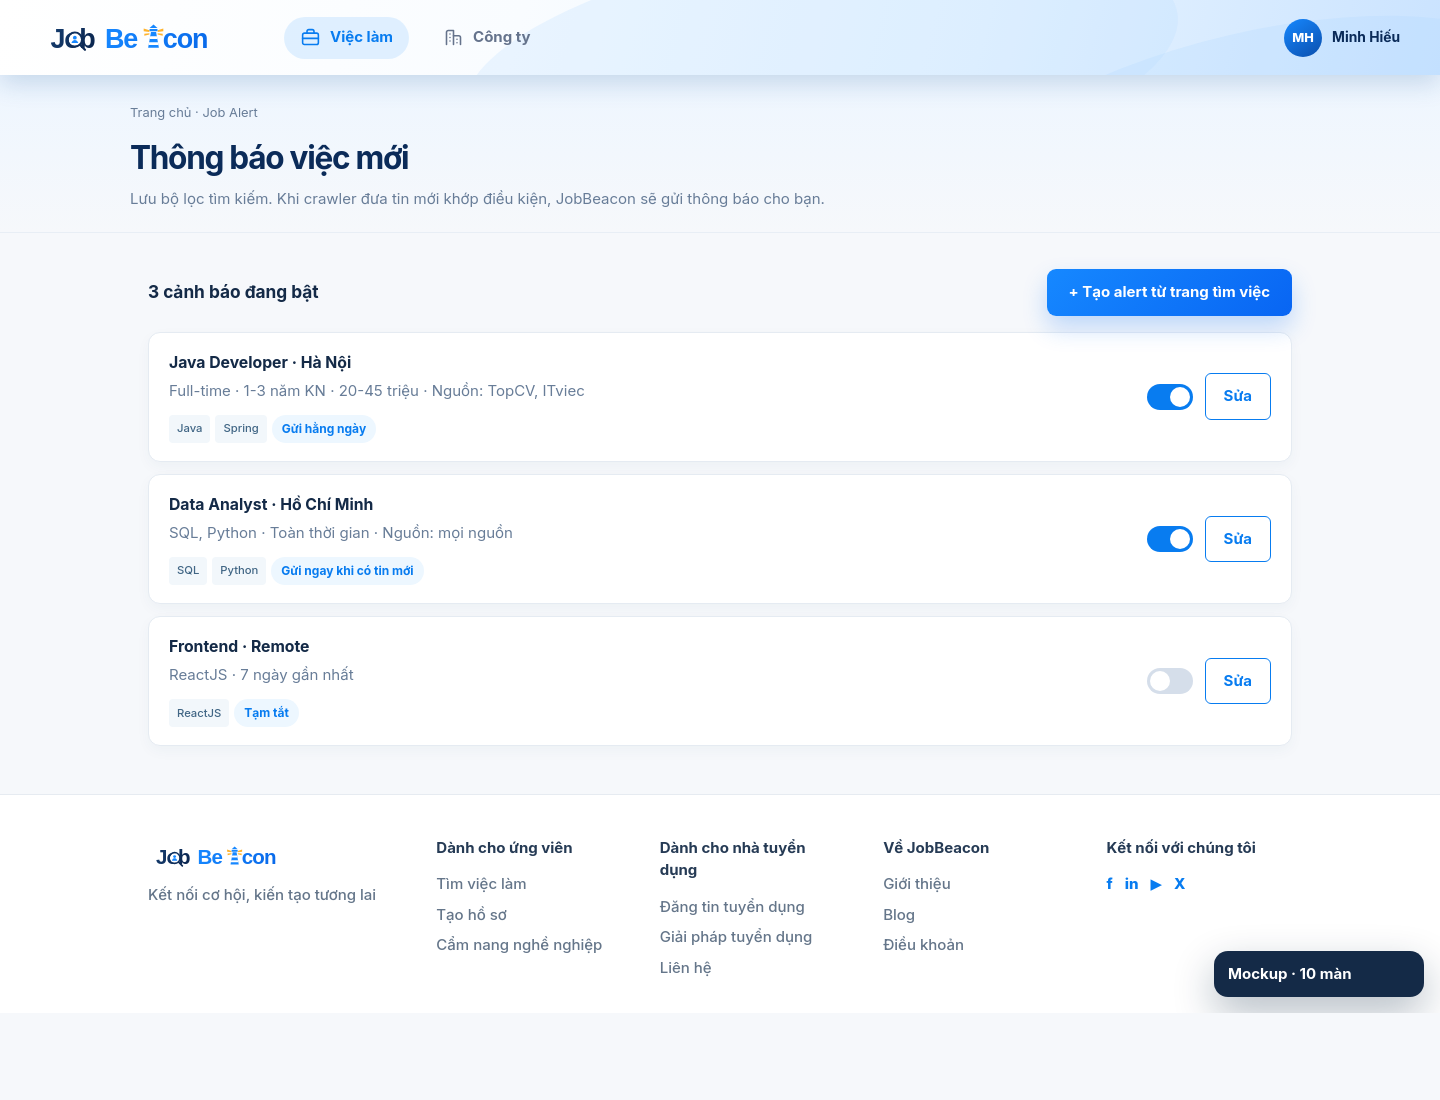 Job Beacon
Việc làm
Công ty
MH
Minh Hiếu
Trang chủ · Job Alert
Thông báo việc mới
Lưu bộ lọc tìm kiếm. Khi crawler đưa tin mới khớp điều kiện, JobBeacon sẽ gửi thông báo cho bạn.
3 cảnh báo đang bật
+ Tạo alert từ trang tìm việc
Java Developer · Hà Nội
Full-time · 1-3 năm KN · 20-45 triệu · Nguồn: TopCV, ITviec
Java
Spring
Gửi hằng ngày
Sửa
Data Analyst · Hồ Chí Minh
SQL, Python · Toàn thời gian · Nguồn: mọi nguồn
SQL
Python
Gửi ngay khi có tin mới
Sửa
Frontend · Remote
ReactJS · 7 ngày gần nhất
ReactJS
Tạm tắt
Sửa
Job Beacon
Kết nối cơ hội, kiến tạo tương lai
Dành cho ứng viên
Tìm việc làm
Tạo hồ sơ
Cẩm nang nghề nghiệp
Dành cho nhà tuyển
dụng
Đăng tin tuyển dụng
Giải pháp tuyển dụng
Liên hệ
Về JobBeacon
Giới thiệu
Blog
Điều khoản
Kết nối với chúng tôi
f in ▶ X
Mockup · 10 màn